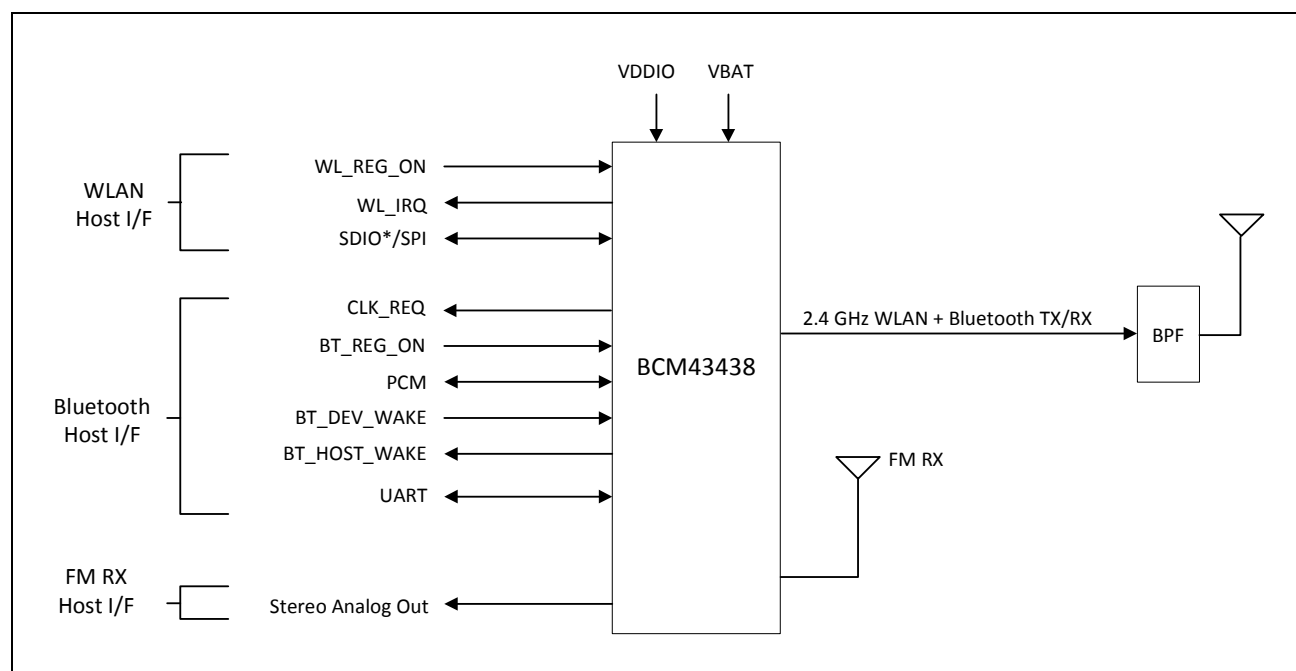 VDDIO VBAT
WLAN
Host I/F
WL_REG_ON
WL_IRQ
SDIO*/SPI
Bluetooth
Host I/F
CLK_REQ
BT_REG_ON
PCM
BT_DEV_WAKE
BT_HOST_WAKE
UART
FM RX
Host I/F
Stereo Analog Out
BCM43438
2.4 GHz WLAN + Bluetooth TX/RX
BPF
FM RX